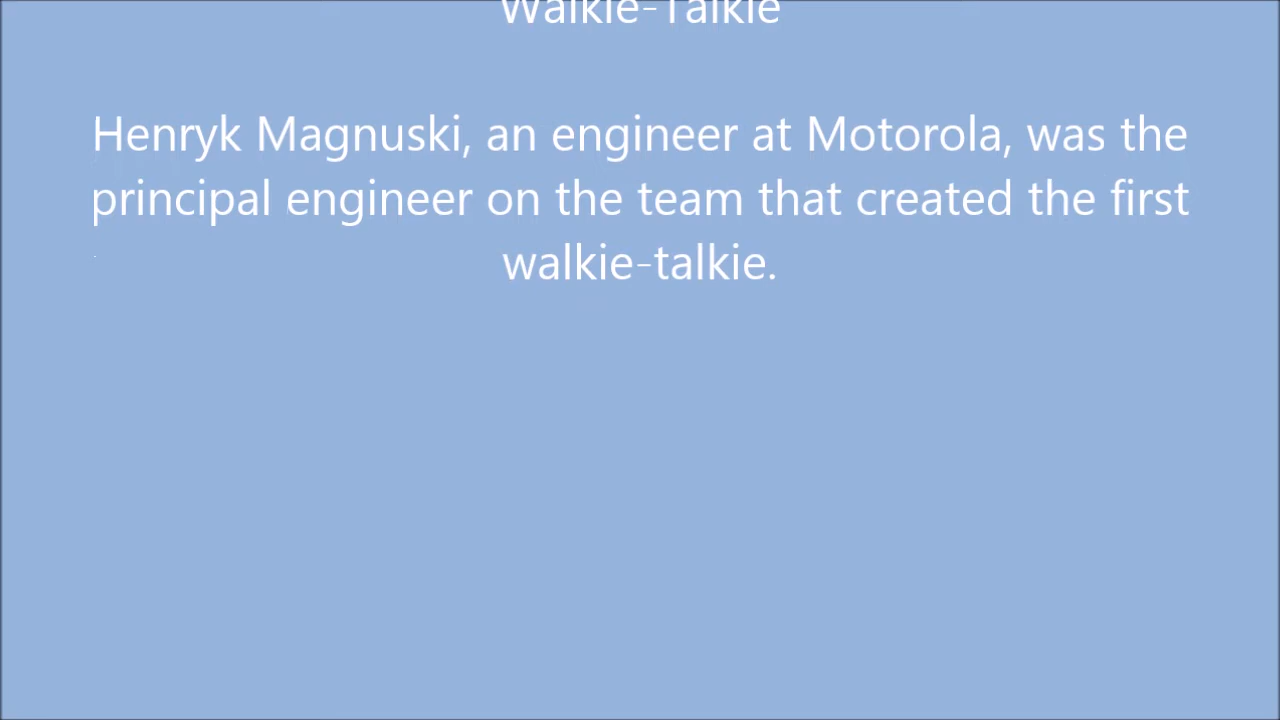 Walkie-Talkie
Henryk Magnuski, an engineer at Motorola, was the
principal engineer on the team that created the first
walkie-talkie.